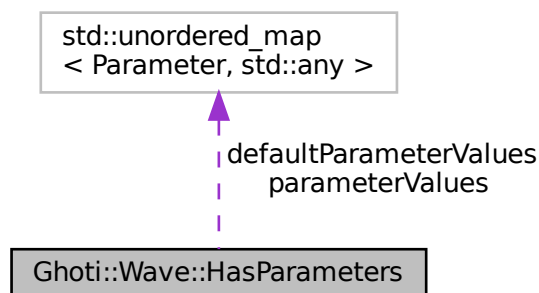 std::unordered_map
< Parameter, std::any >
defaultParameterValues
parameterValues
Ghoti::Wave::HasParameters